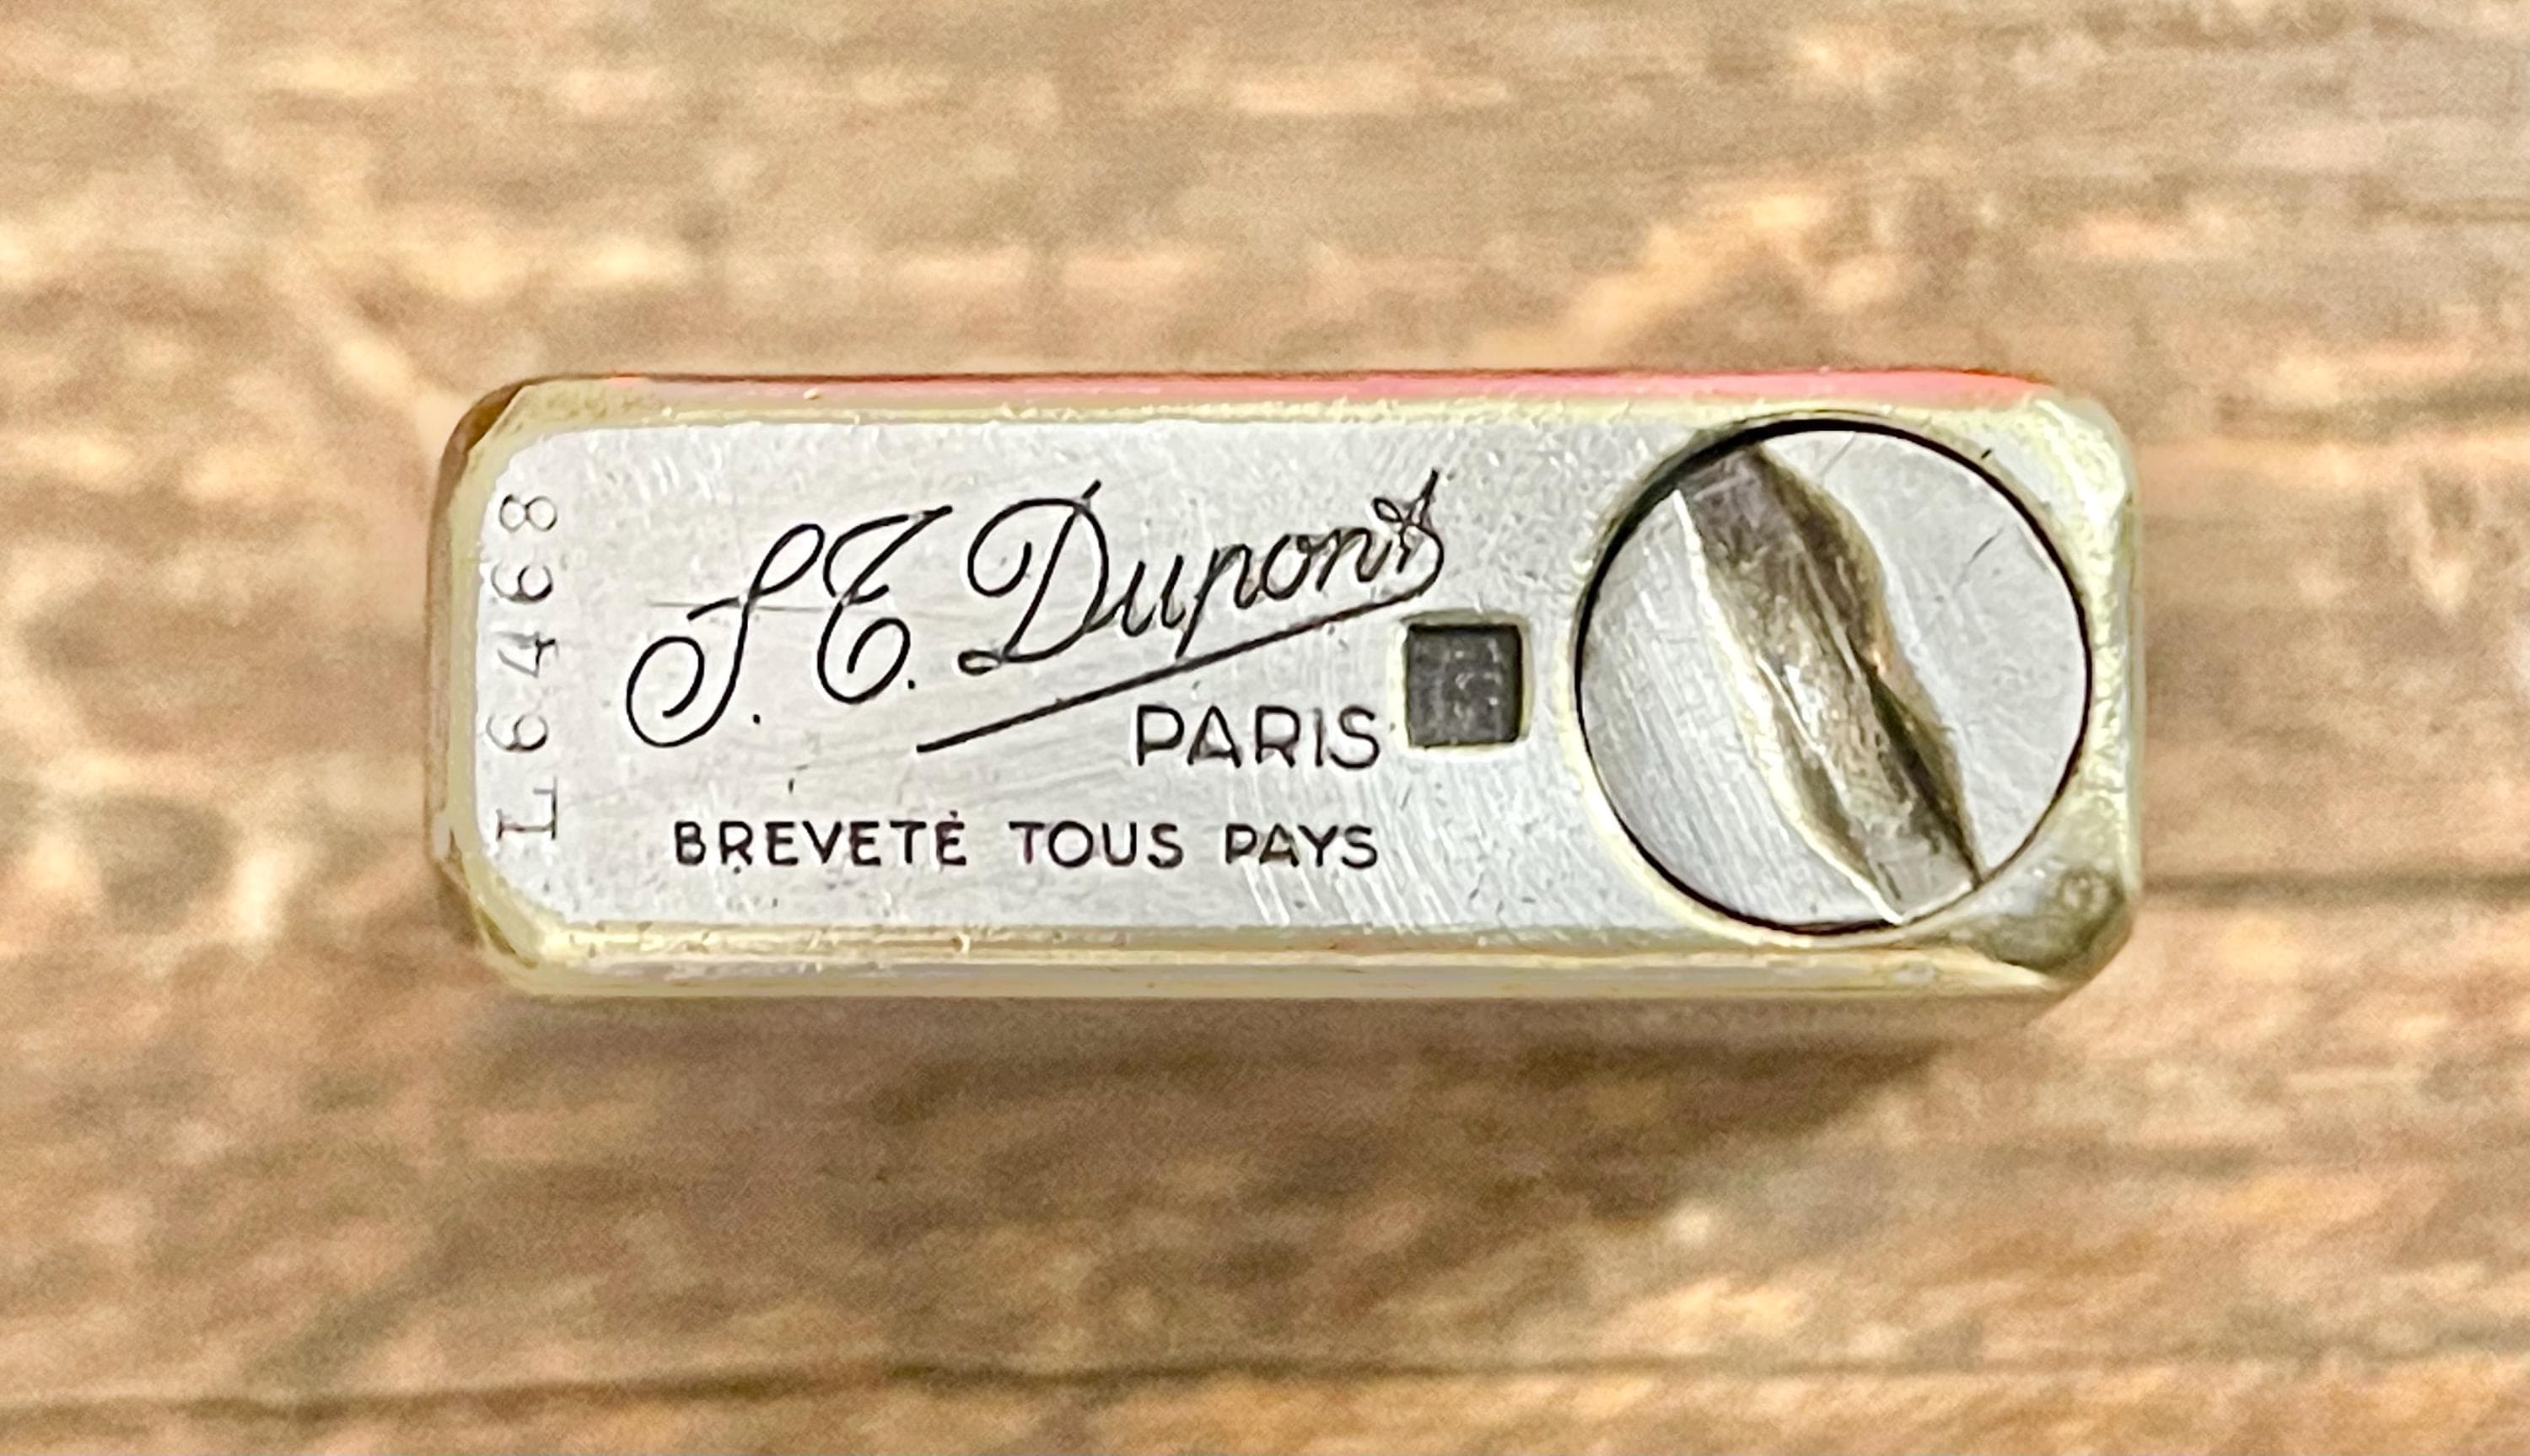 L6468
S.T. Dupont
PARIS
BREVETÉ TOUS PAYS